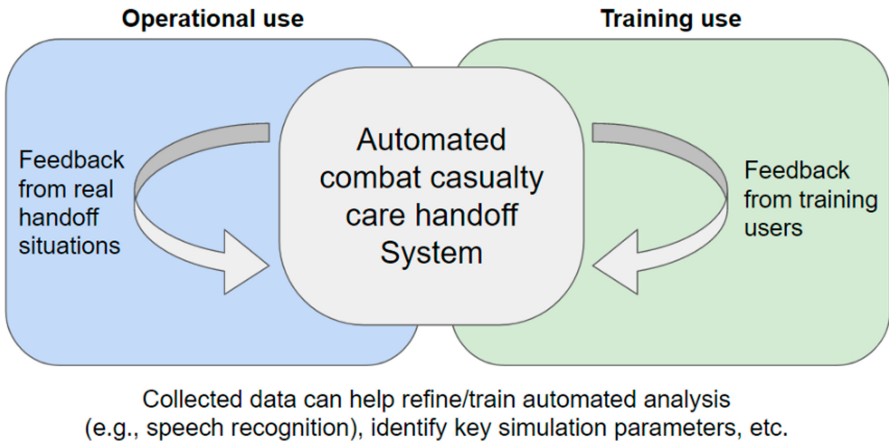 Operational use
Training use
Feedback
from real
handoff
situations
Automated
combat casualty
care handoff
System
Feedback
from training
users
Collected data can help refine/train automated analysis
(e.g., speech recognition), identify key simulation parameters, etc.